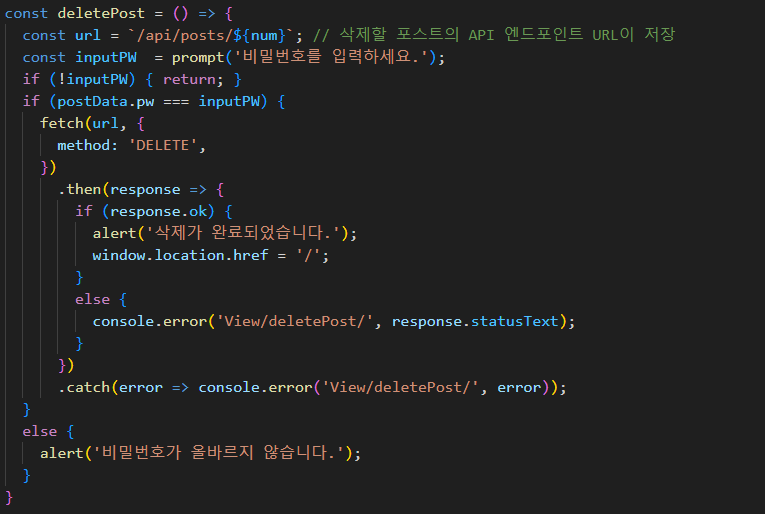 const deletePost = () => {
const url = `/api/posts/${num}`; // 삭제할 포스트의 API 엔드포인트 URL이 저장
const inputPW  = prompt('비밀번호를 입력하세요.');
if (!inputPW) { return; }
if (postData.pw === inputPW) {
fetch(url, {
method: 'DELETE',
})
.then(response => {
if (response.ok) {
alert('삭제가 완료되었습니다.');
window.location.href = '/';
}
else {
console.error('View/deletePost/', response.statusText);
}
})
.catch(error => console.error('View/deletePost/', error));
}
else {
alert('비밀번호가 올바르지 않습니다.');
}
}